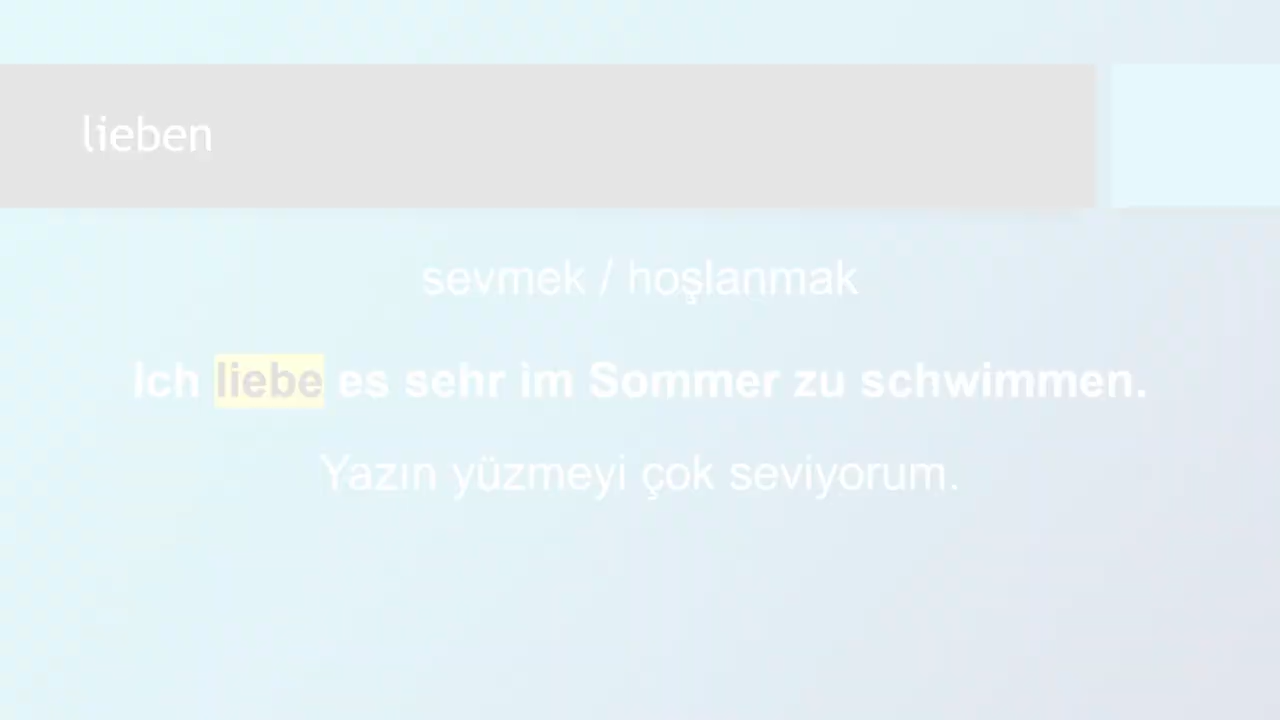 lieben
sevmek / hoşlanmak
Ich liebe es sehr im Sommer zu schwimmen.
Yazın yüzmeyi çok seviyorum.